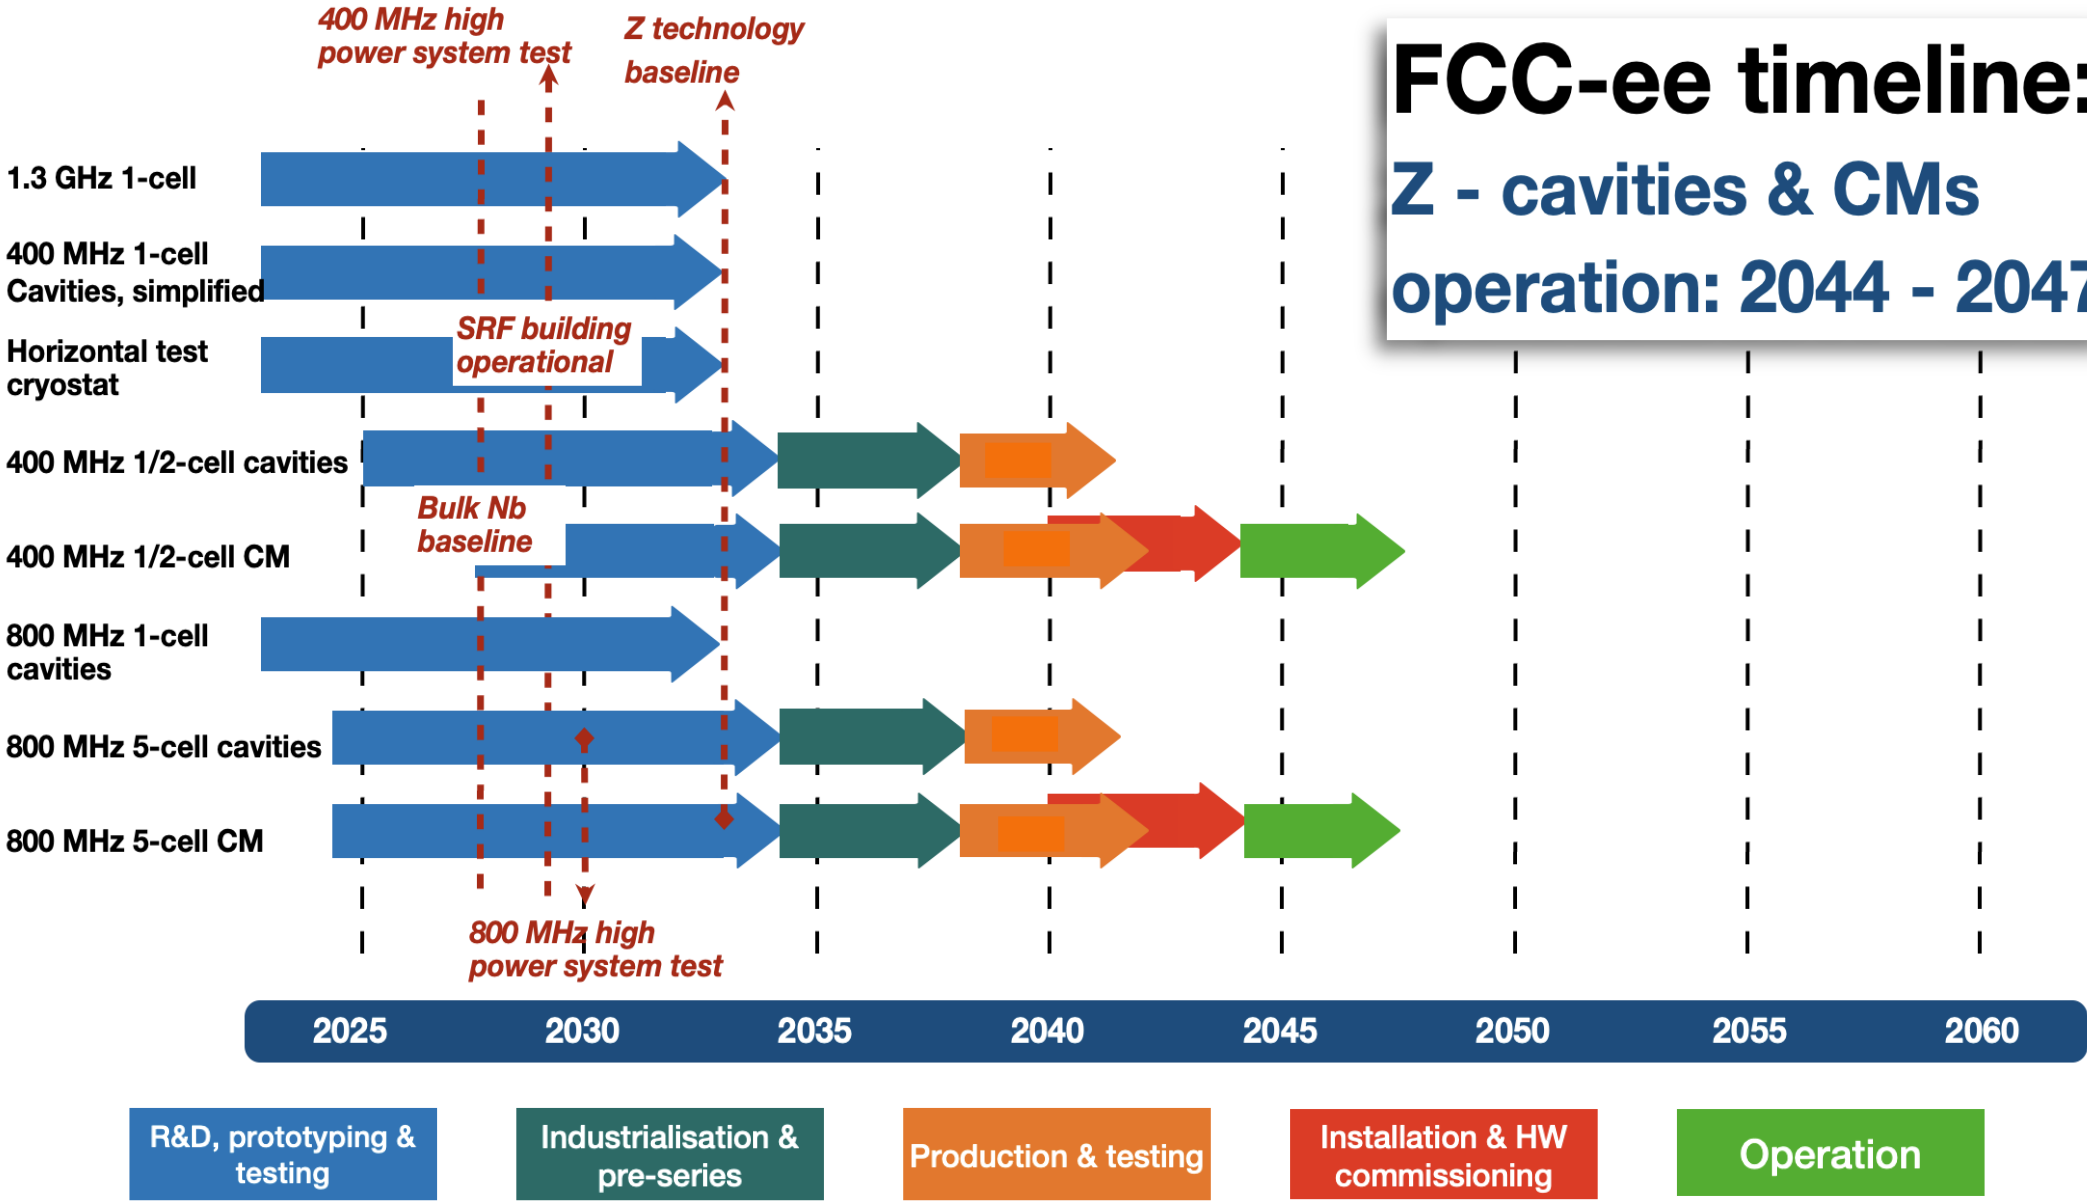 400 MHz high
power system test
Z technology
baseline
FCC-ee timeline:
Z - cavities & CMs
operation: 2044 - 2047
1.3 GHz 1-cell
400 MHz 1-cell
Cavities, simplified
Horizontal test
cryostat
SRF building
operational
400 MHz 1/2-cell cavities
Bulk Nb
baseline
400 MHz 1/2-cell CM
800 MHz 1-cell
cavities
800 MHz 5-cell cavities
800 MHz 5-cell CM
800 MHz high
power system test
2025 2030 2035 2040 2045 2050 2055 2060
R&D, prototyping &
testing
Industrialisation &
pre-series
Production & testing
Installation & HW
commissioning
Operation